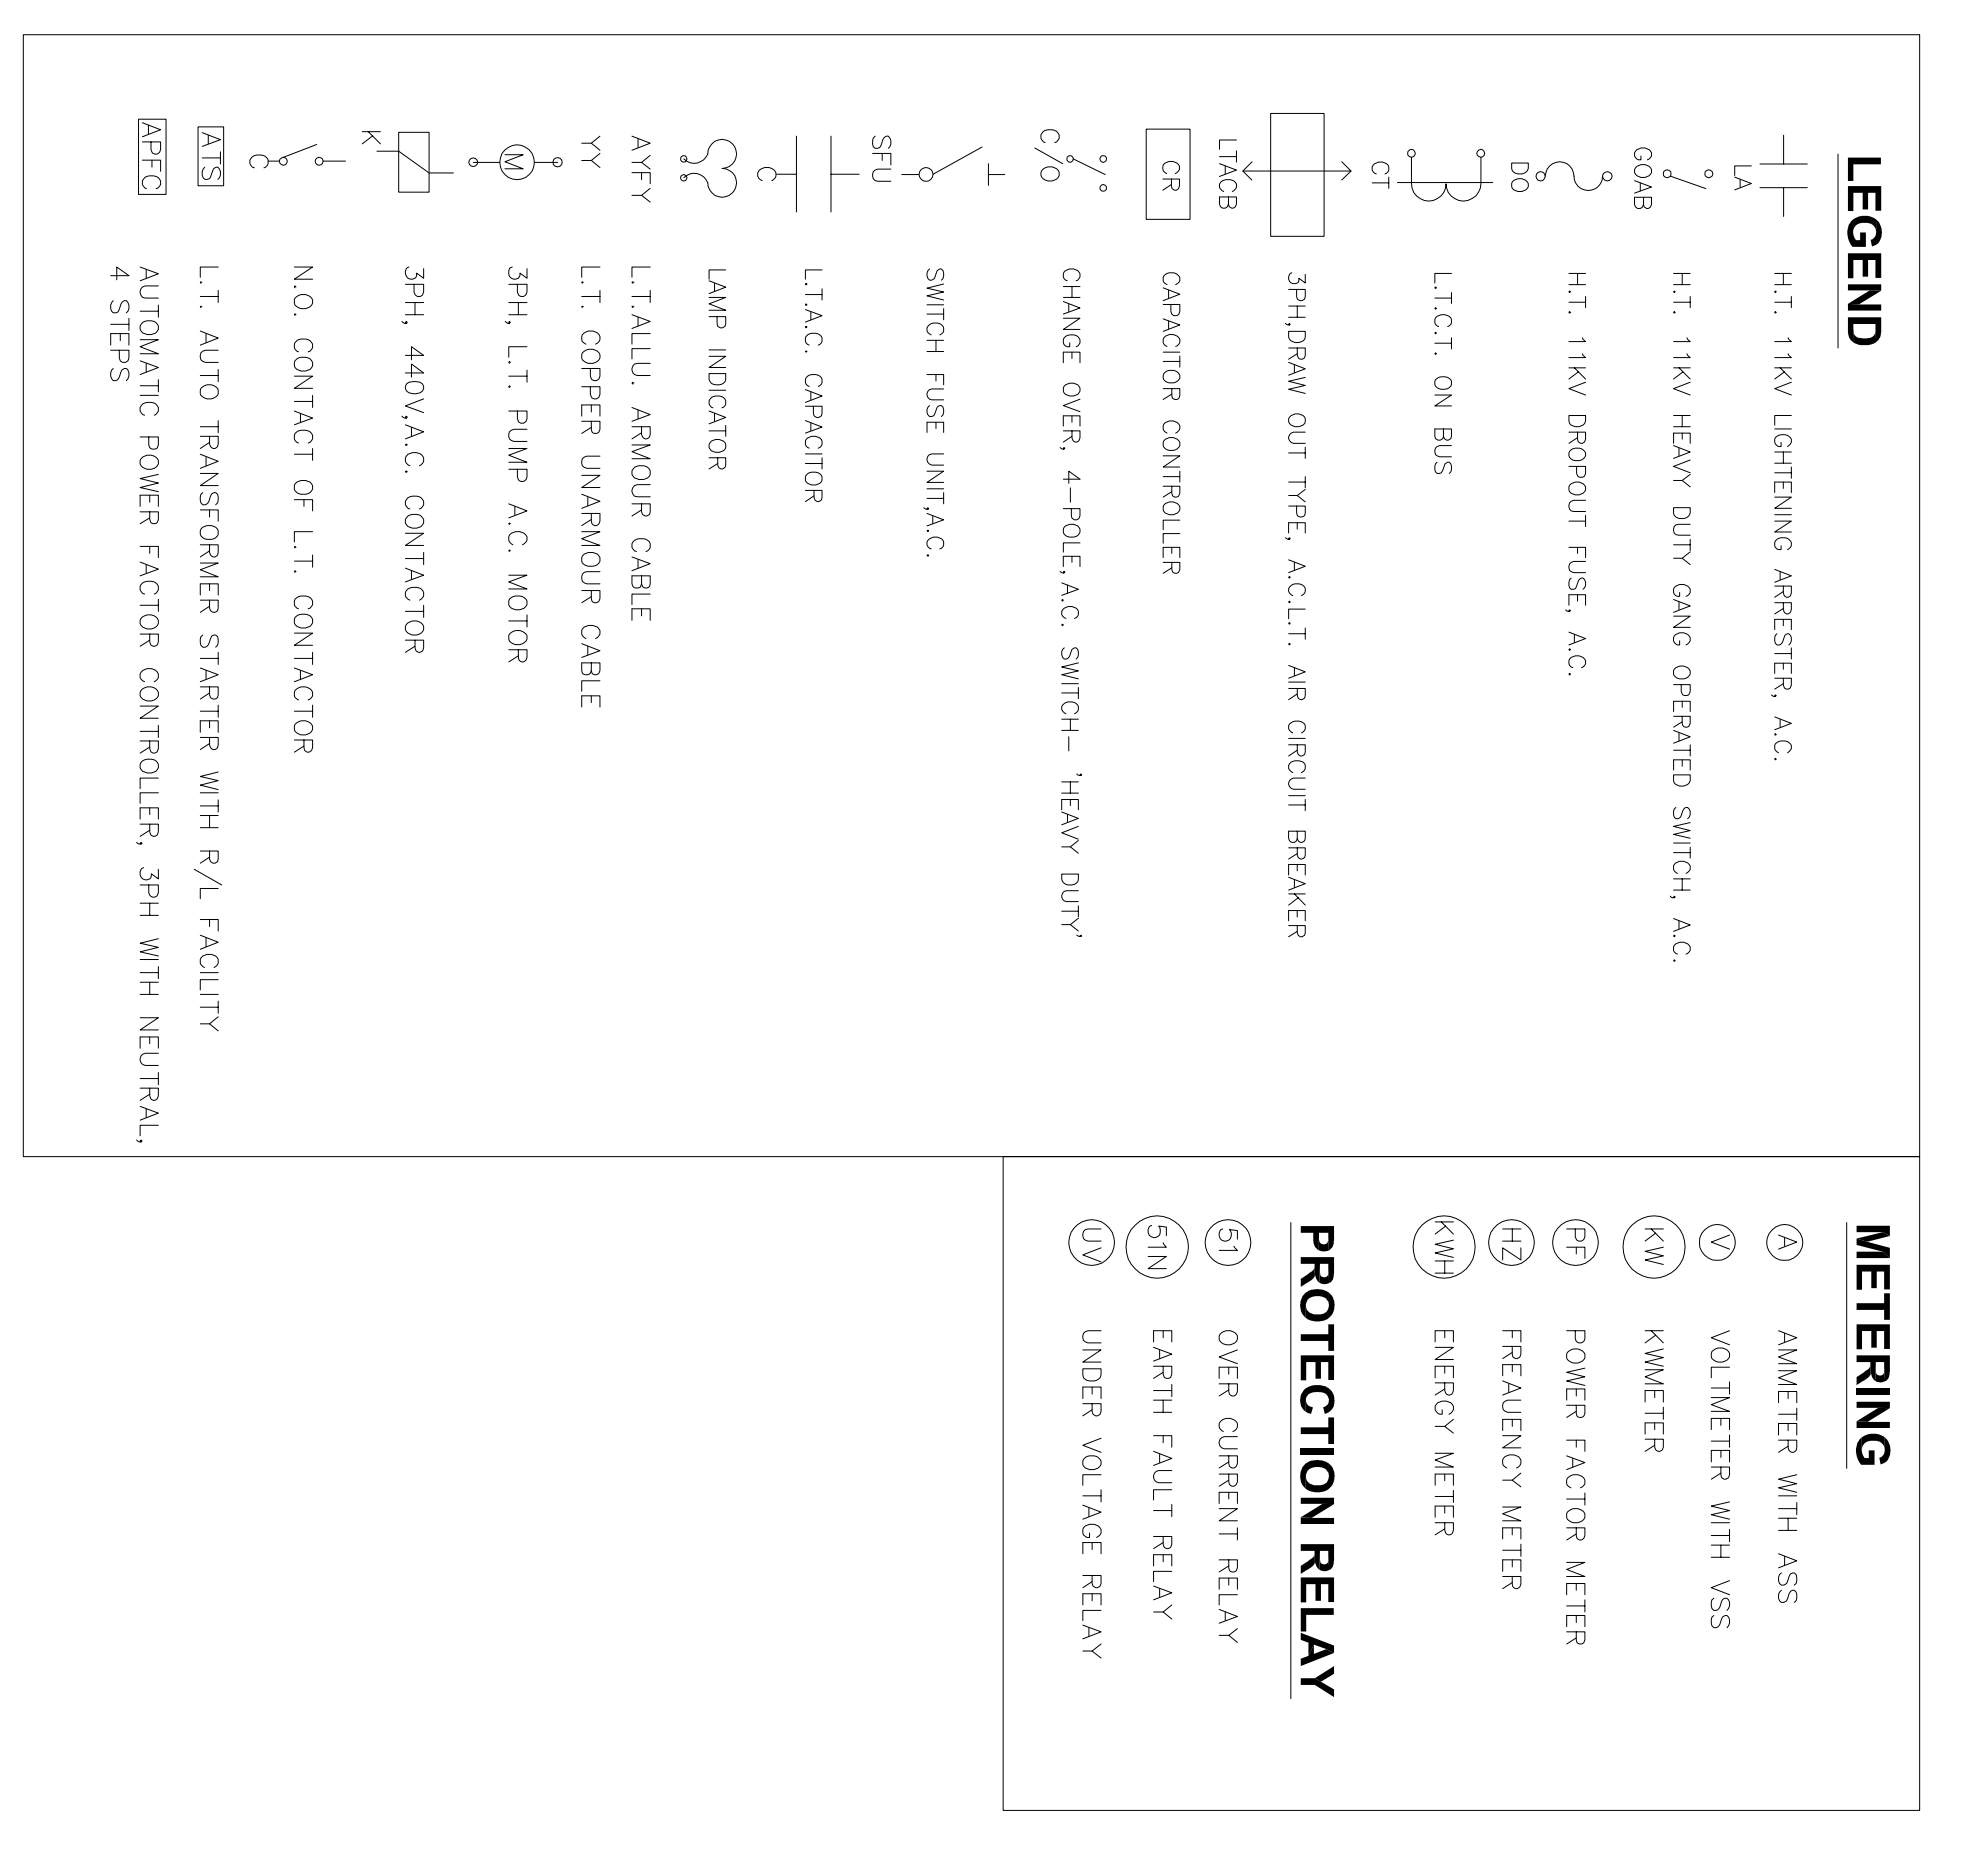 LEGEND
LA H.T. 11KV LIGHTENING ARRESTER, A.C.
GOAB H.T. 11KV HEAVY DUTY GANG OPERATED SWITCH, A.C.
DO H.T. 11KV DROPOUT FUSE, A.C.
CT L.T.C.T. ON BUS
LTACB 3PH,DRAW OUT TYPE, A.C.L.T. AIR CIRCUIT BREAKER
CR CAPACITOR CONTROLLER
C/O CHANGE OVER, 4-POLE,A.C. SWITCH- 'HEAVY DUTY'
SFU SWITCH FUSE UNIT,A.C.
C L.T.A.C. CAPACITOR
LAMP INDICATOR
AYFY L.T.ALLU. ARMOUR CABLE
YY L.T. COPPER UNARMOUR CABLE
M 3PH, L.T. PUMP A.C. MOTOR
K 3PH, 440V,A.C. CONTACTOR
C N.O. CONTACT OF L.T. CONTACTOR
ATS L.T. AUTO TRANSFORMER STARTER WITH R/L FACILITY
APFC AUTOMATIC POWER FACTOR CONTROLLER, 3PH WITH NEUTRAL,
4 STEPS
METERING
A AMMETER WITH ASS
V VOLTMETER WITH VSS
KW KWMETER
PF POWER FACTOR METER
HZ FREAUENCY METER
KWH ENERGY METER
PROTECTION RELAY
51 OVER CURRENT RELAY
51N EARTH FAULT RELAY
UV UNDER VOLTAGE RELAY